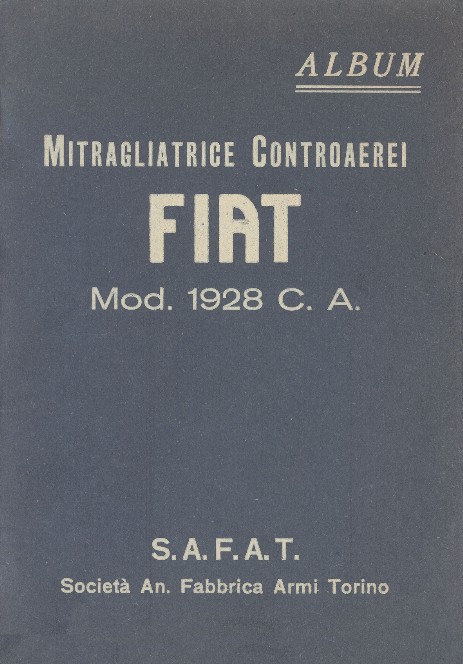 ALBUM
MITRAGLIATRICE CONTROAEREI
FIAT
Mod. 1928 C. A.
S. A. F. A. T.
Società An. Fabbrica Armi Torino